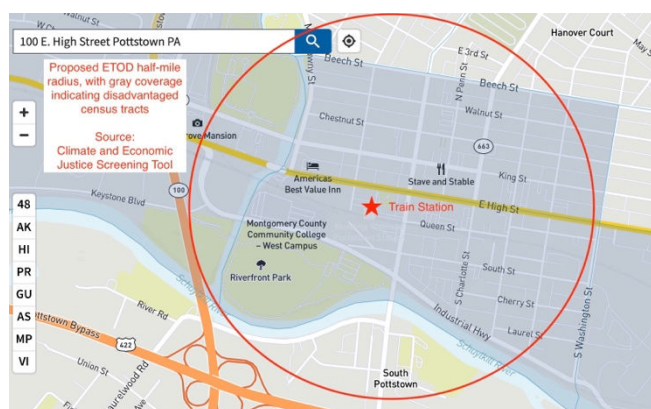 Walnut St
Hanover Court
100 E. High Street Pottstown PA
E 3rd St
Beech St
Beech St
N Penn St
Proposed ETOD half-mile
radius, with gray coverage
indicating disadvantaged
census tracts
Source:
Climate and Economic
Justice Screening Tool
Walnut St
Chestnut St
+
−
663
King St
Americas
Best Value Inn
Stave and Stable
E High St
Train Station
100
Keystone Blvd
48
AK
HI
PR
GU
AS
MP
VI
Montgomery County
Community College
– West Campus
Riverfront Park
Queen St
South St
S Charlotte St
Cherry St
Laurel St
S Washington St
Industrial Hwy
River Rd
422
Union St
South
Pottstown
Schuylkill River